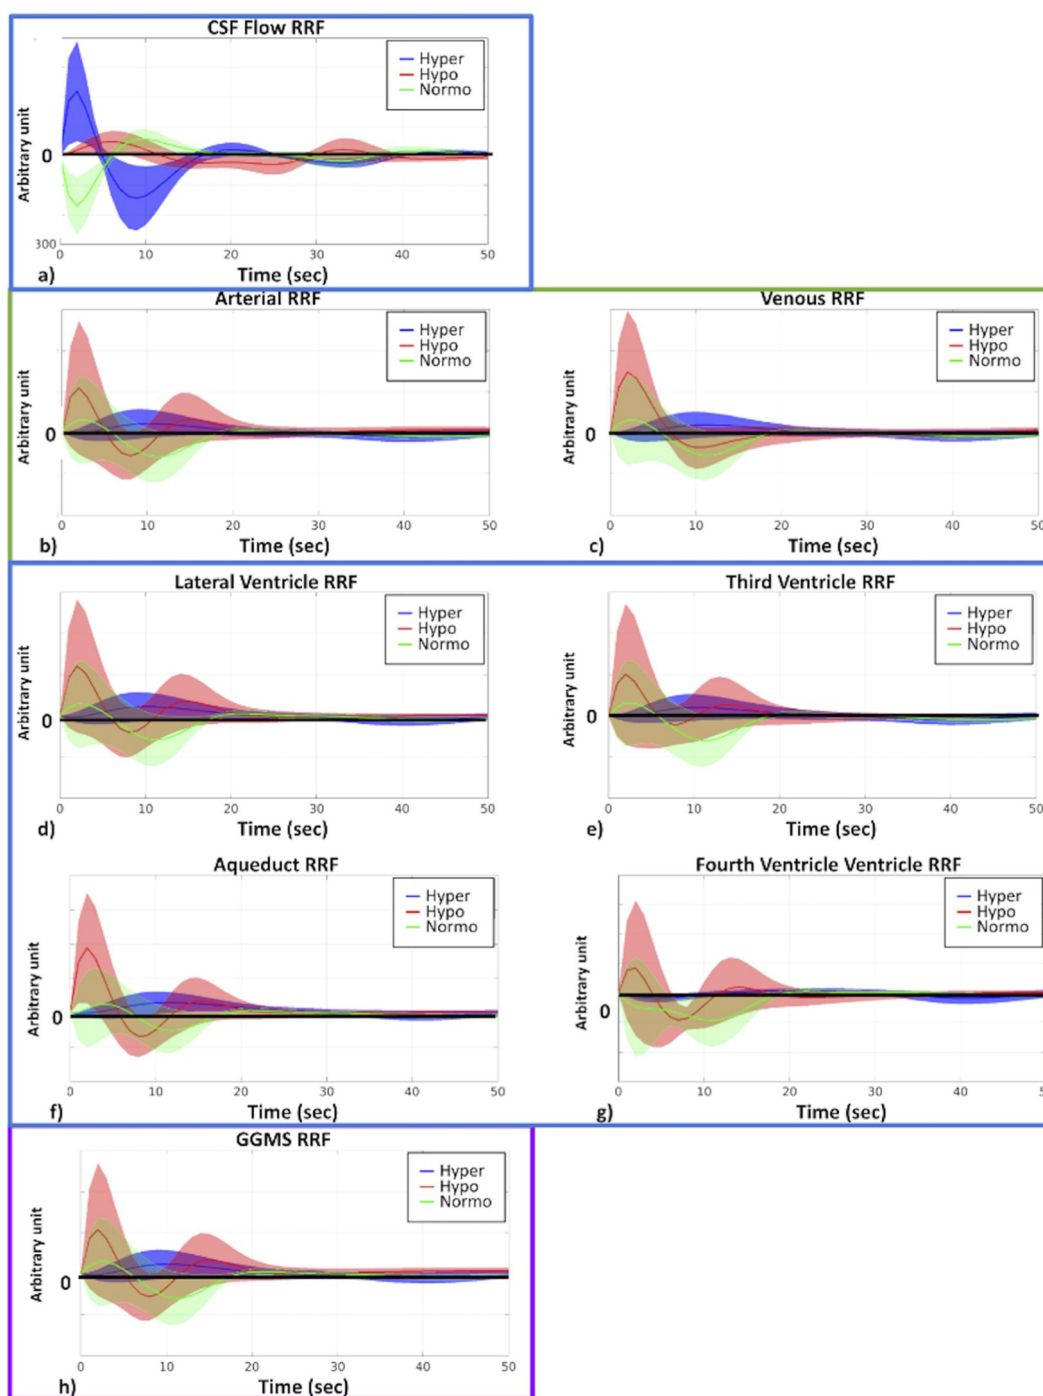 CSF Flow RRF
Hyper
Hypo
Normo
Arbitrary unit
0
300
0 10 20 30 40 50
a) Time (sec)
Arterial RRF
Hyper
Hypo
Normo
Arbitrary unit
0
0 10 20 30 40 50
b) Time (sec)
Venous RRF
Hyper
Hypo
Normo
Arbitrary unit
0
0 10 20 30 40 50
c) Time (sec)
Lateral Ventricle RRF
Hyper
Hypo
Normo
Arbitrary unit
0
0 10 20 30 40 50
d) Time (sec)
Third Ventricle RRF
Hyper
Hypo
Normo
Arbitrary unit
0
0 10 20 30 40 50
e) Time (sec)
Aqueduct RRF
Hyper
Hypo
Normo
Arbitrary unit
0
0 10 20 30 40 50
f) Time (sec)
Fourth Ventricle Ventricle RRF
Hyper
Hypo
Normo
Arbitrary unit
0
0 10 20 30 40 50
g) Time (sec)
GGMS RRF
Hyper
Hypo
Normo
Arbitrary unit
0
0 10 20 30 40 50
h) Time (sec)